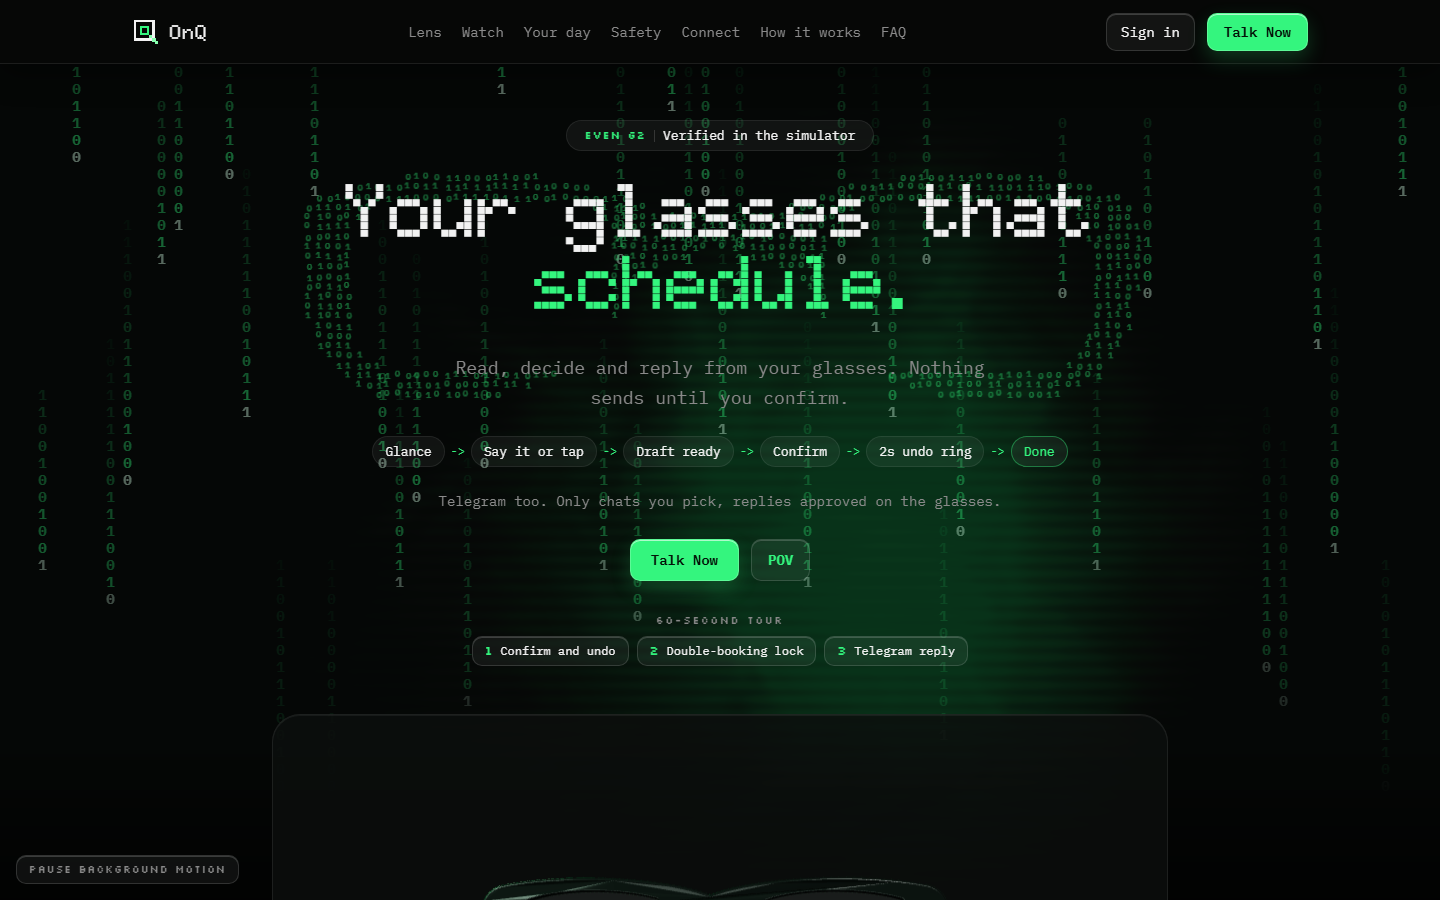 OnQ
Lens Watch Your day Safety Connect How it works FAQ
Sign in
Talk Now
EVEN G2 | Verified in the simulator
Your glasses that
schedule.
Read, decide and reply from your glasses. Nothing
sends until you confirm.
Glance -> Say it or tap -> Draft ready -> Confirm -> 2s undo ring -> Done
Telegram too. Only chats you pick, replies approved on the glasses.
Talk Now
POV
60-SECOND TOUR
1 Confirm and undo
2 Double-booking lock
3 Telegram reply
PAUSE BACKGROUND MOTION